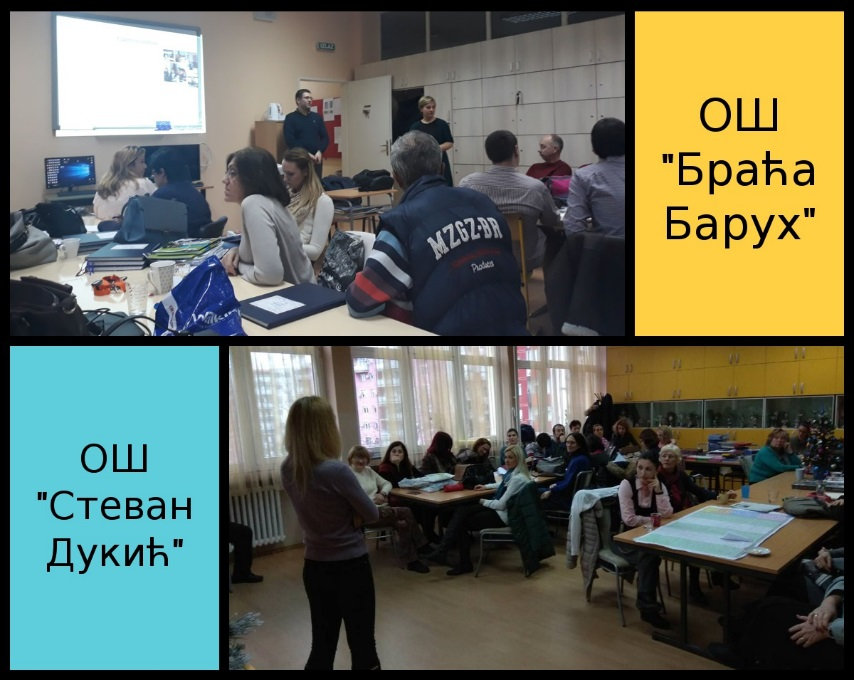 ОШ
"Браћа
Барух"
MZGZ-BR
ОШ
"Стеван
Дукић"